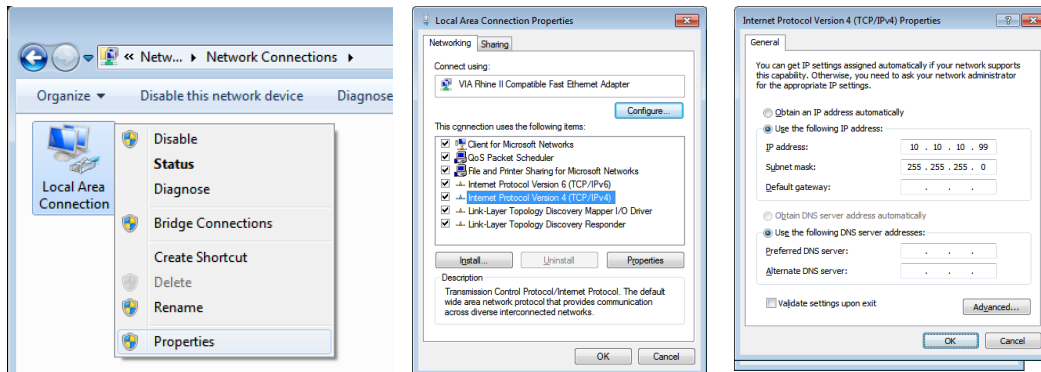 « Netw... ▸ Network Connections ▸
Organize ▾ Disable this network device Diagnose
Local Area
Connection
Disable
Status
Diagnose
Bridge Connections
Create Shortcut
Delete
Rename
Properties
Local Area Connection Properties
Networking Sharing
Connect using:
VIA Rhine II Compatible Fast Ethernet Adapter
Configure...
This connection uses the following items:
Client for Microsoft Networks
QoS Packet Scheduler
File and Printer Sharing for Microsoft Networks
Internet Protocol Version 6 (TCP/IPv6)
Internet Protocol Version 4 (TCP/IPv4)
Link-Layer Topology Discovery Mapper I/O Driver
Link-Layer Topology Discovery Responder
Install... Uninstall Properties
Description
Transmission Control Protocol/Internet Protocol. The default
wide area network protocol that provides communication
across diverse interconnected networks.
OK Cancel
Internet Protocol Version 4 (TCP/IPv4) Properties
General
You can get IP settings assigned automatically if your network supports
this capability. Otherwise, you need to ask your network administrator
for the appropriate IP settings.
Obtain an IP address automatically
Use the following IP address:
IP address: 10 . 10 . 10 . 99
Subnet mask: 255 . 255 . 255 . 0
Default gateway: . . .
Obtain DNS server address automatically
Use the following DNS server addresses:
Preferred DNS server: . . .
Alternate DNS server: . . .
Validate settings upon exit Advanced...
OK Cancel